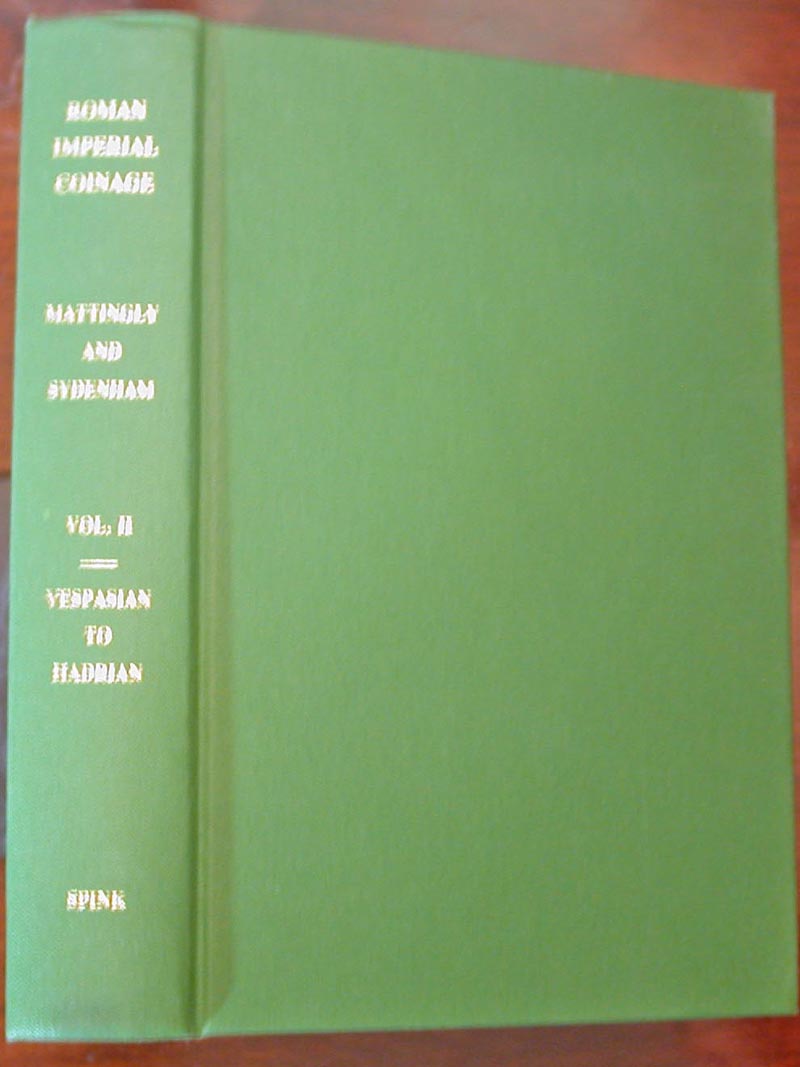 ROMAN
IMPERIAL
COINAGE
MATTINGLY
AND
SYDENHAM
VOL. II
VESPASIAN
TO
HADRIAN
SPINK